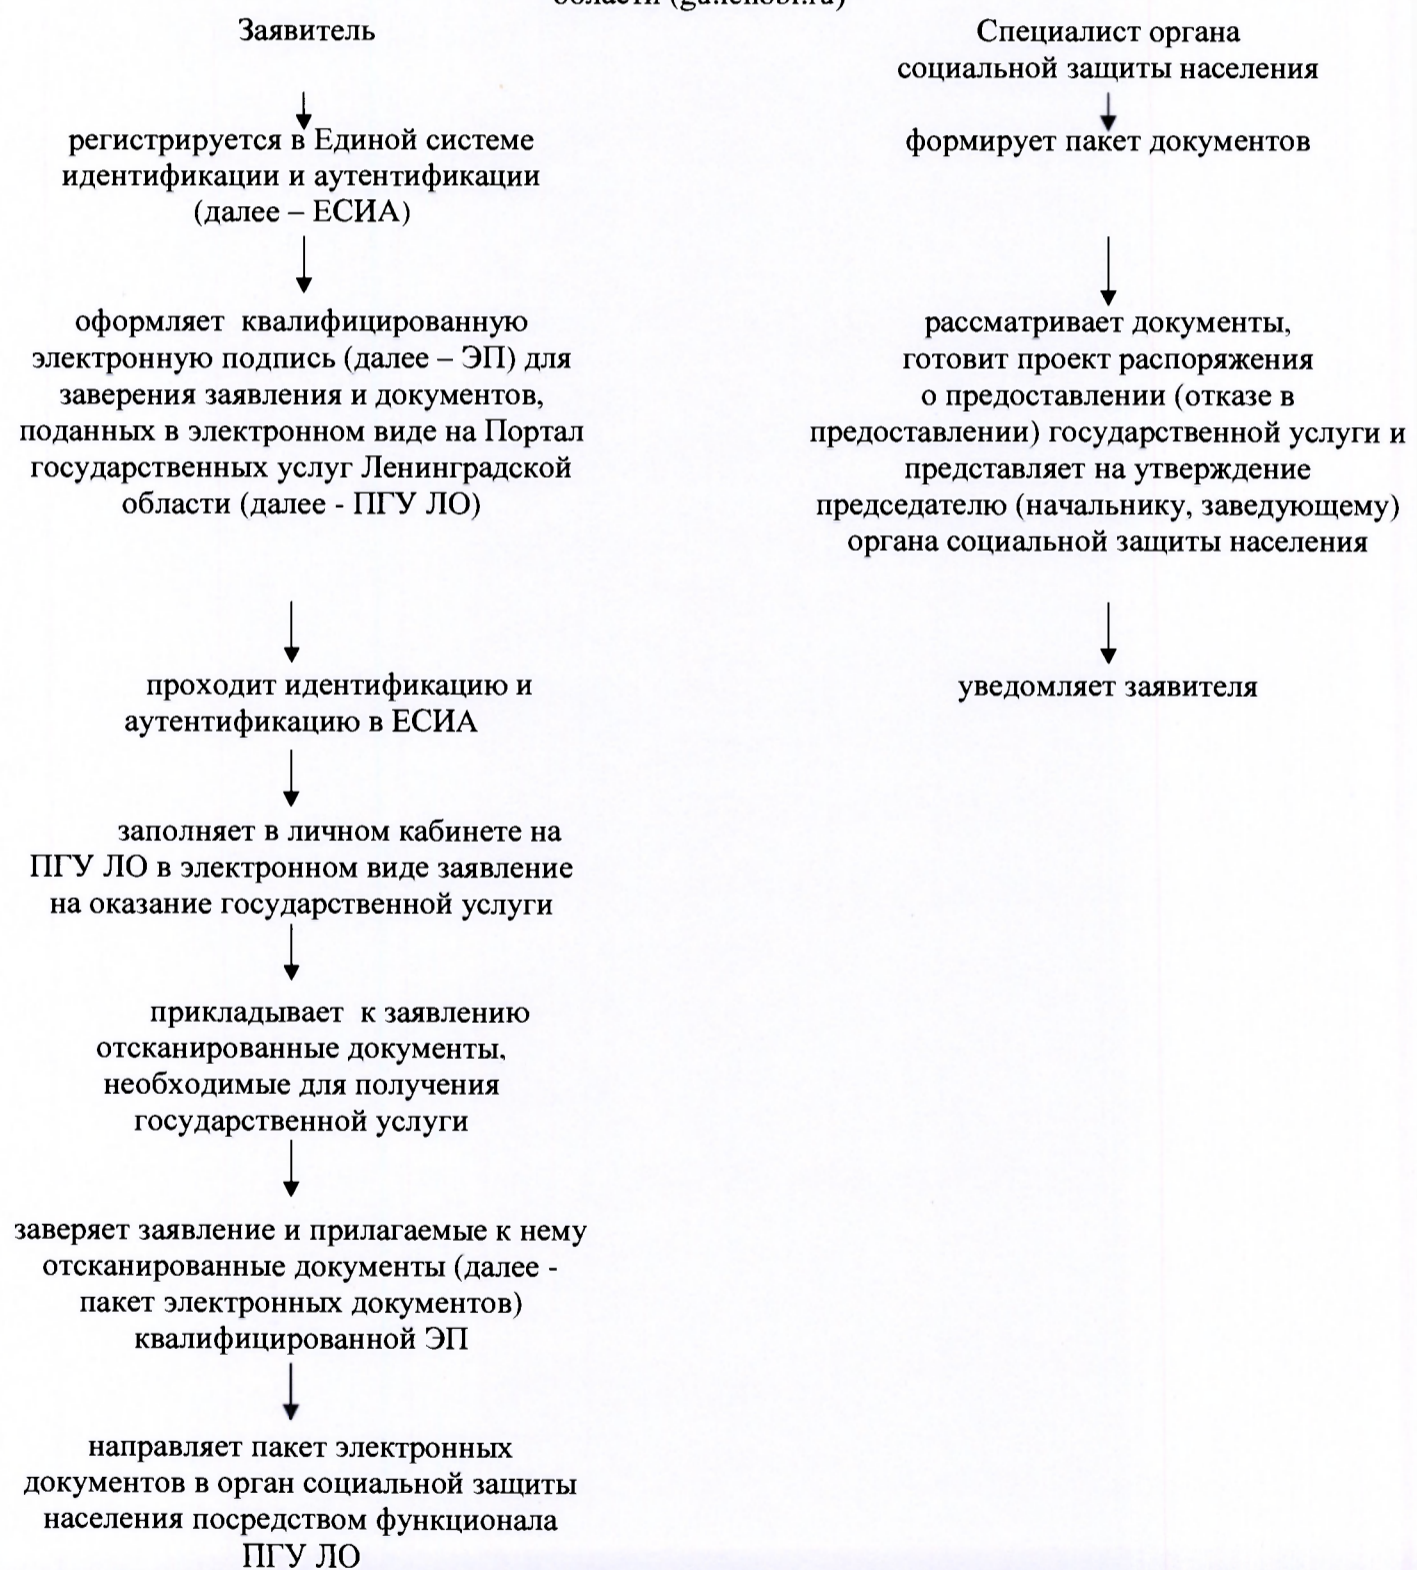 Заявитель
регистрируется в Единой системе
идентификации и аутентификации
(далее – ЕСИА)
оформляет квалифицированную
электронную подпись (далее – ЭП) для
заверения заявления и документов,
поданных в электронном виде на Портал
государственных услуг Ленинградской
области (далее - ПГУ ЛО)
проходит идентификацию и
аутентификацию в ЕСИА
заполняет в личном кабинете на
ПГУ ЛО в электронном виде заявление
на оказание государственной услуги
прикладывает к заявлению
отсканированные документы,
необходимые для получения
государственной услуги
заверяет заявление и прилагаемые к нему
отсканированные документы (далее -
пакет электронных документов)
квалифицированной ЭП
направляет пакет электронных
документов в орган социальной защиты
населения посредством функционала
ПГУ ЛО
Специалист органа
социальной защиты населения
формирует пакет документов
рассматривает документы,
готовит проект распоряжения
о предоставлении (отказе в
предоставлении) государственной услуги и
представляет на утверждение
председателю (начальнику, заведующему)
органа социальной защиты населения
уведомляет заявителя